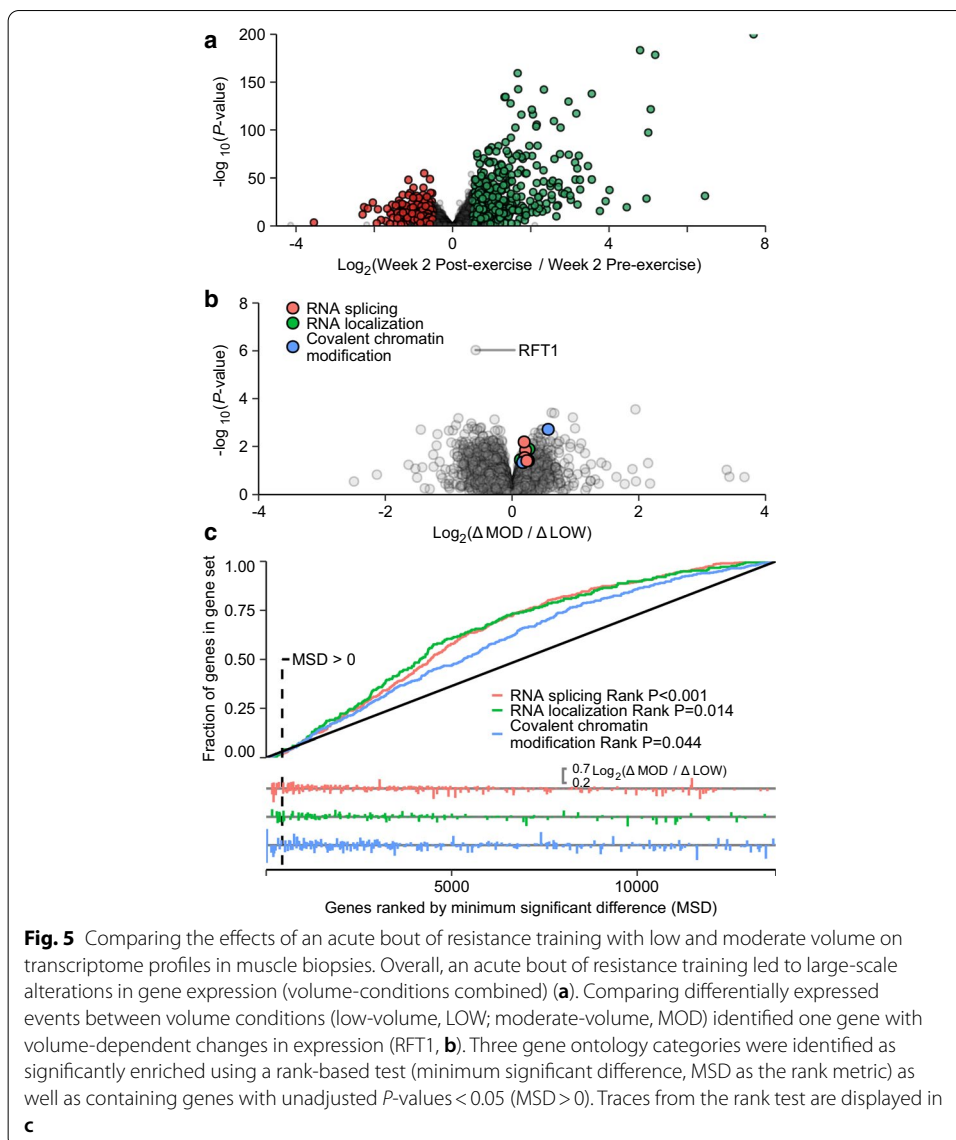 a
200
150
100
50
0
-log 10(P-value)
-4
0
4
8
Log2(Week 2 Post-exercise / Week 2 Pre-exercise)
b
8
6
4
2
0
-log 10(P-value)
RNA splicing
RNA localization
Covalent chromatin
modification
RFT1
-4
-2
0
2
4
Log2(Δ MOD / Δ LOW)
c
1.00
0.75
0.50
0.25
0.00
Fraction of genes in gene set
MSD > 0
RNA splicing Rank P<0.001
RNA localization Rank P=0.014
Covalent chromatin
modification Rank P=0.044
0.7 Log2(Δ MOD / Δ LOW)
0.2
5000
10000
Genes ranked by minimum significant difference (MSD)
Fig. 5 Comparing the effects of an acute bout of resistance training with low and moderate volume on
transcriptome profiles in muscle biopsies. Overall, an acute bout of resistance training led to large-scale
alterations in gene expression (volume-conditions combined) (a). Comparing differentially expressed
events between volume conditions (low-volume, LOW; moderate-volume, MOD) identified one gene with
volume-dependent changes in expression (RFT1, b). Three gene ontology categories were identified as
significantly enriched using a rank-based test (minimum significant difference, MSD as the rank metric) as
well as containing genes with unadjusted P-values < 0.05 (MSD > 0). Traces from the rank test are displayed in
c